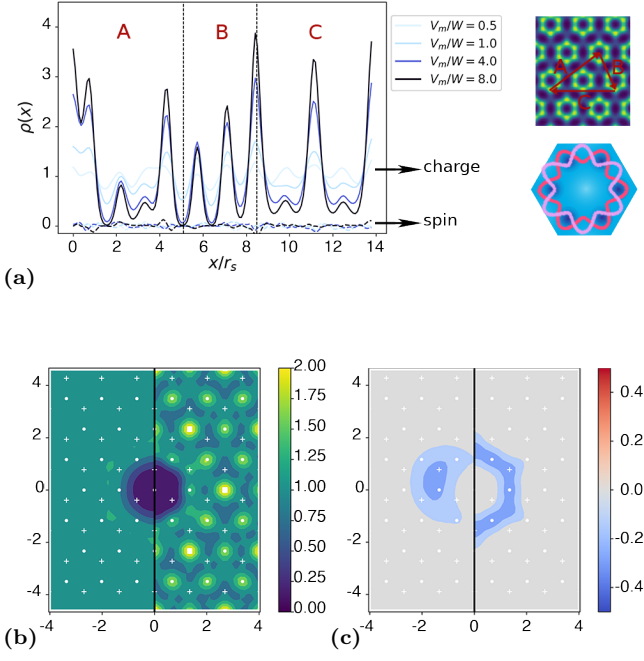 A B C
V_m/W = 0.5
V_m/W = 1.0
V_m/W = 4.0
V_m/W = 8.0
ρ(x)
4
3
2
1
0
0 2 4 6 8 10 12 14
x/r_s
charge
spin
A B
C
(a)
4
2
0
-2
-4
-4 -2 0 2 4
2.00
1.75
1.50
1.25
1.00
0.75
0.50
0.25
0.00
(b)
4
2
0
-2
-4
-4 -2 0 2 4
0.4
0.2
0.0
-0.2
-0.4
(c)